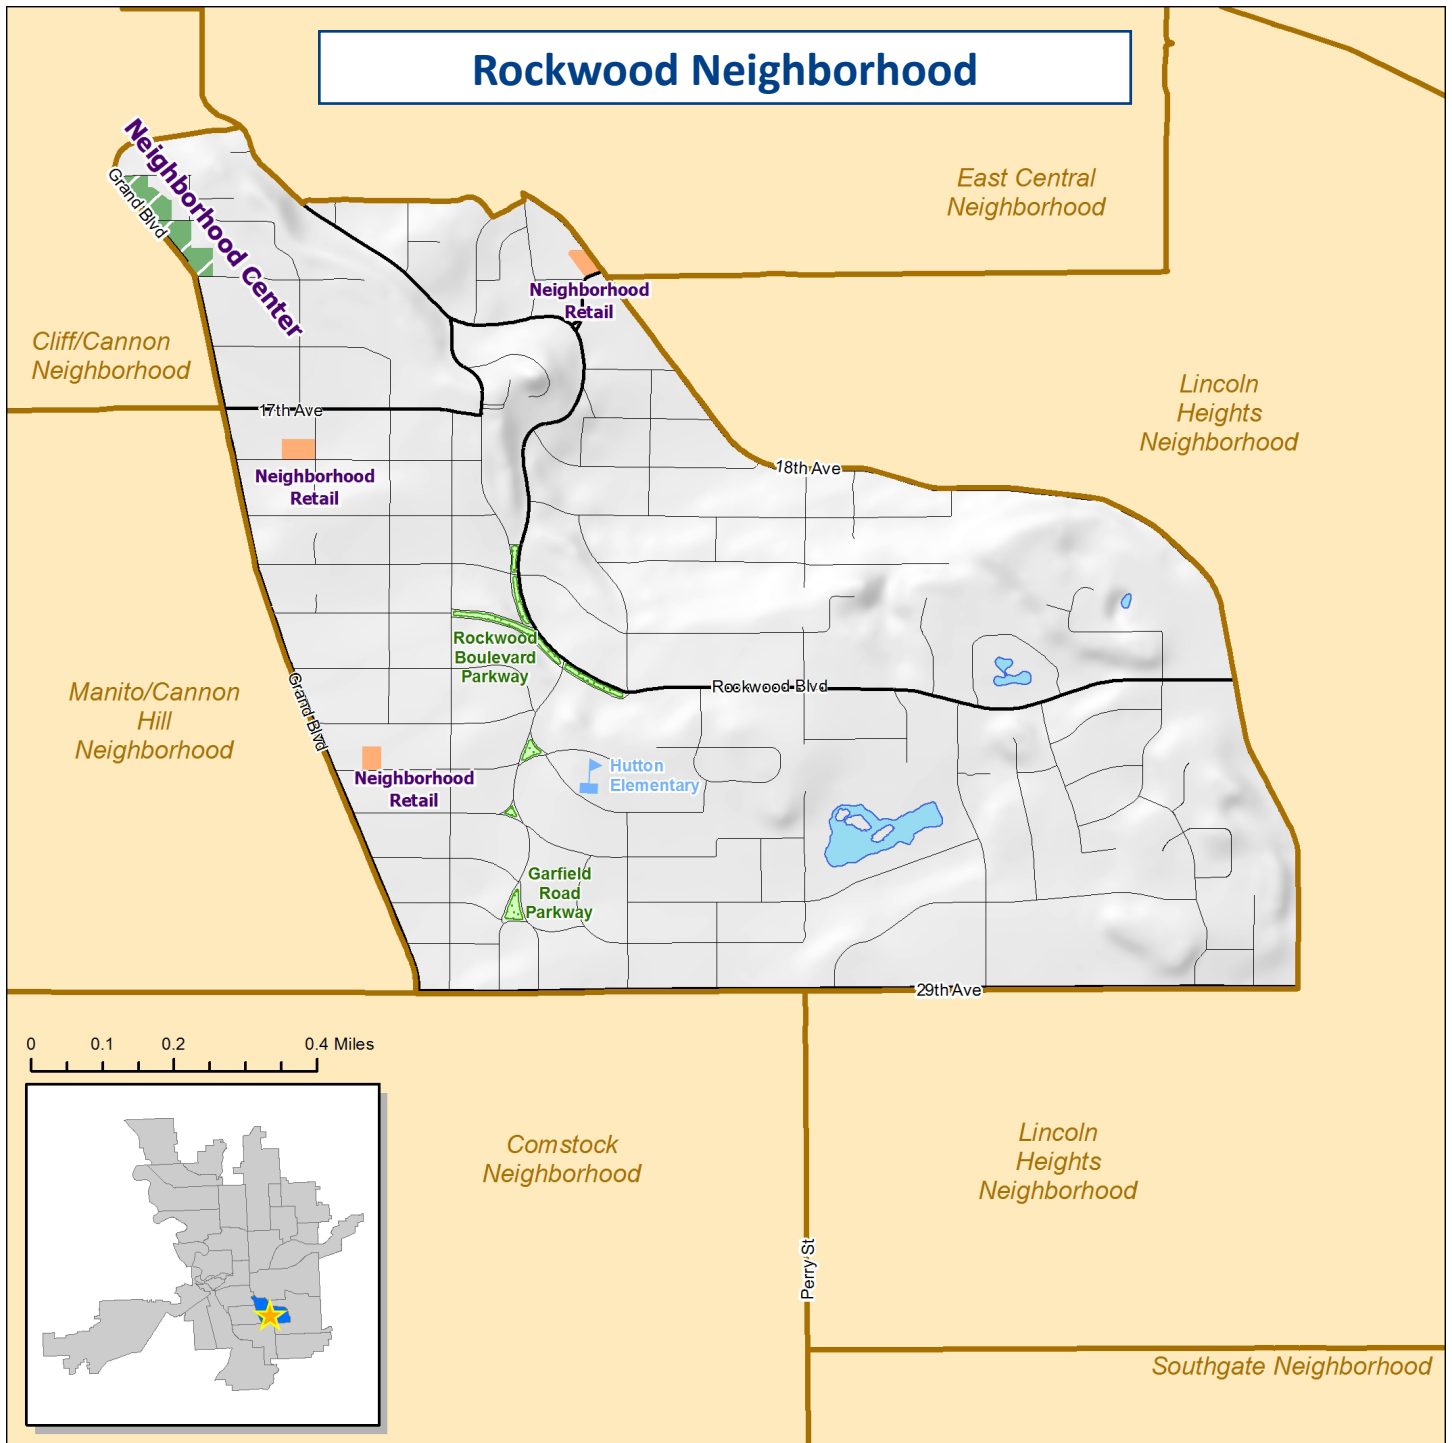 Rockwood Neighborhood
Neighborhood Center
Grand Blvd
East Central
Neighborhood
Neighborhood
Retail
Cliff/Cannon
Neighborhood
Lincoln
Heights
Neighborhood
17th Ave
18th Ave
Neighborhood
Retail
Rockwood
Boulevard
Parkway
Rockwood Blvd
Manito/Cannon
Hill
Neighborhood
Grand Blvd
Neighborhood
Retail
Hutton
Elementary
Garfield
Road
Parkway
29th Ave
0 0.1 0.2 0.4 Miles
Comstock
Neighborhood
Lincoln
Heights
Neighborhood
Perry St
Southgate Neighborhood